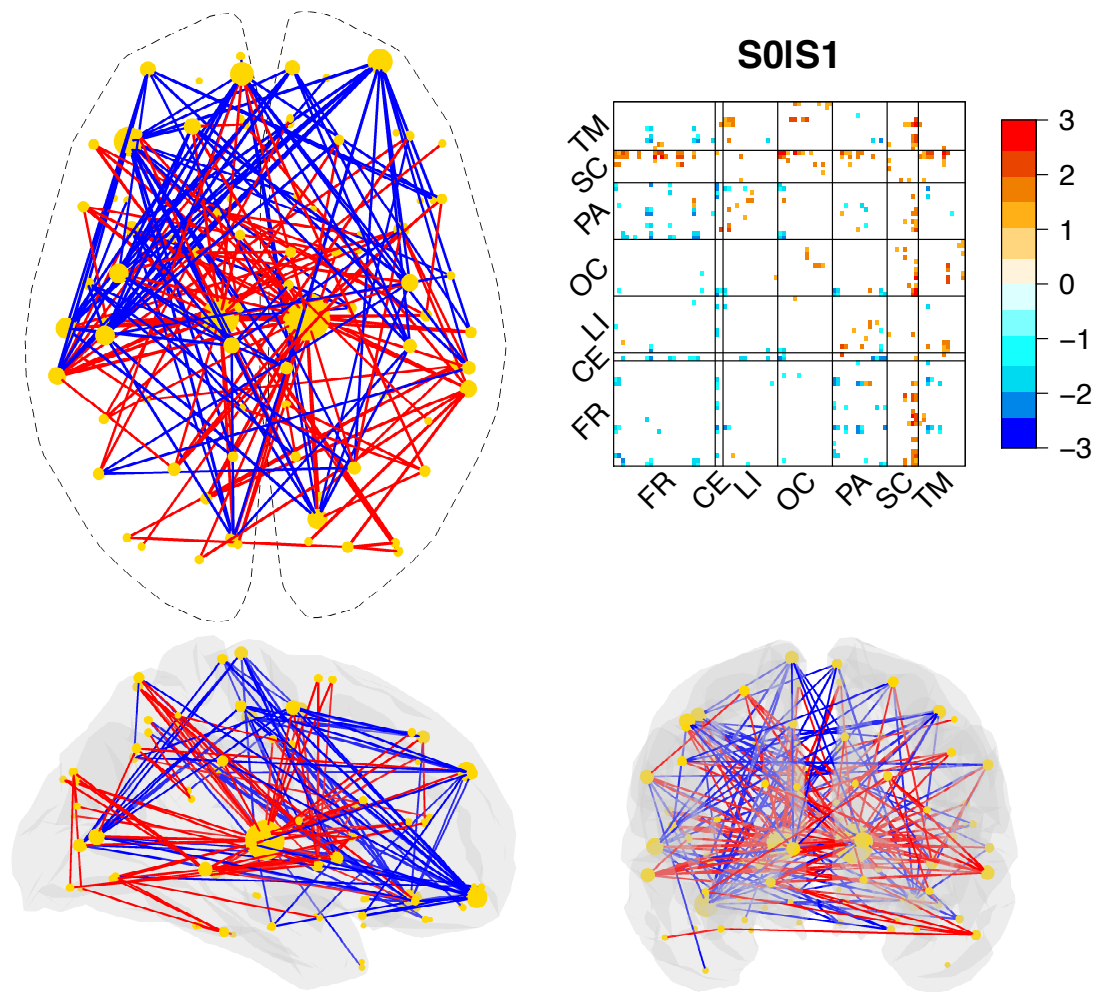 S0|S1
TM
SC
PA
OC
LI
CE
FR
FR CE LI OC PA SC TM
3
2
1
0
−1
−2
−3